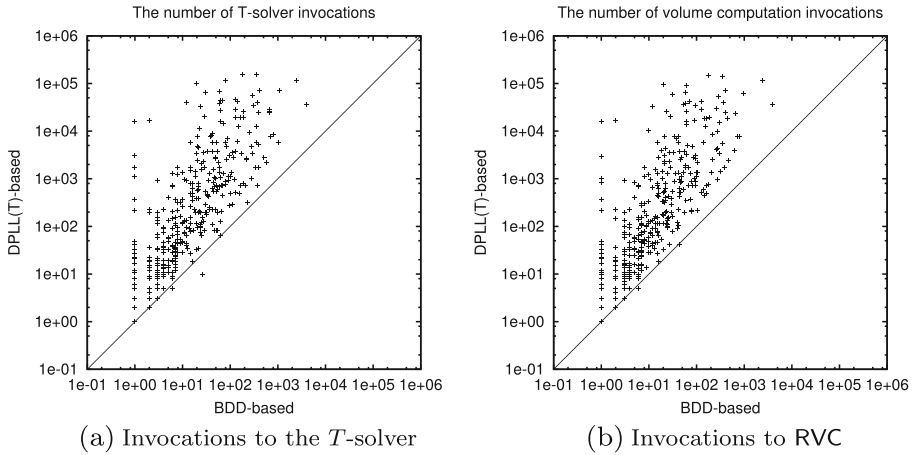 The number of T-solver invocations
1e+06
1e+05
1e+04
1e+03
1e+02
1e+01
1e+00
1e-01
DPLL(T)-based
1e-01 1e+00 1e+01 1e+02 1e+03 1e+04 1e+05 1e+06
BDD-based
(a) Invocations to the T-solver
The number of volume computation invocations
1e+06
1e+05
1e+04
1e+03
1e+02
1e+01
1e+00
1e-01
DPLL(T)-based
1e-01 1e+00 1e+01 1e+02 1e+03 1e+04 1e+05 1e+06
BDD-based
(b) Invocations to RVC